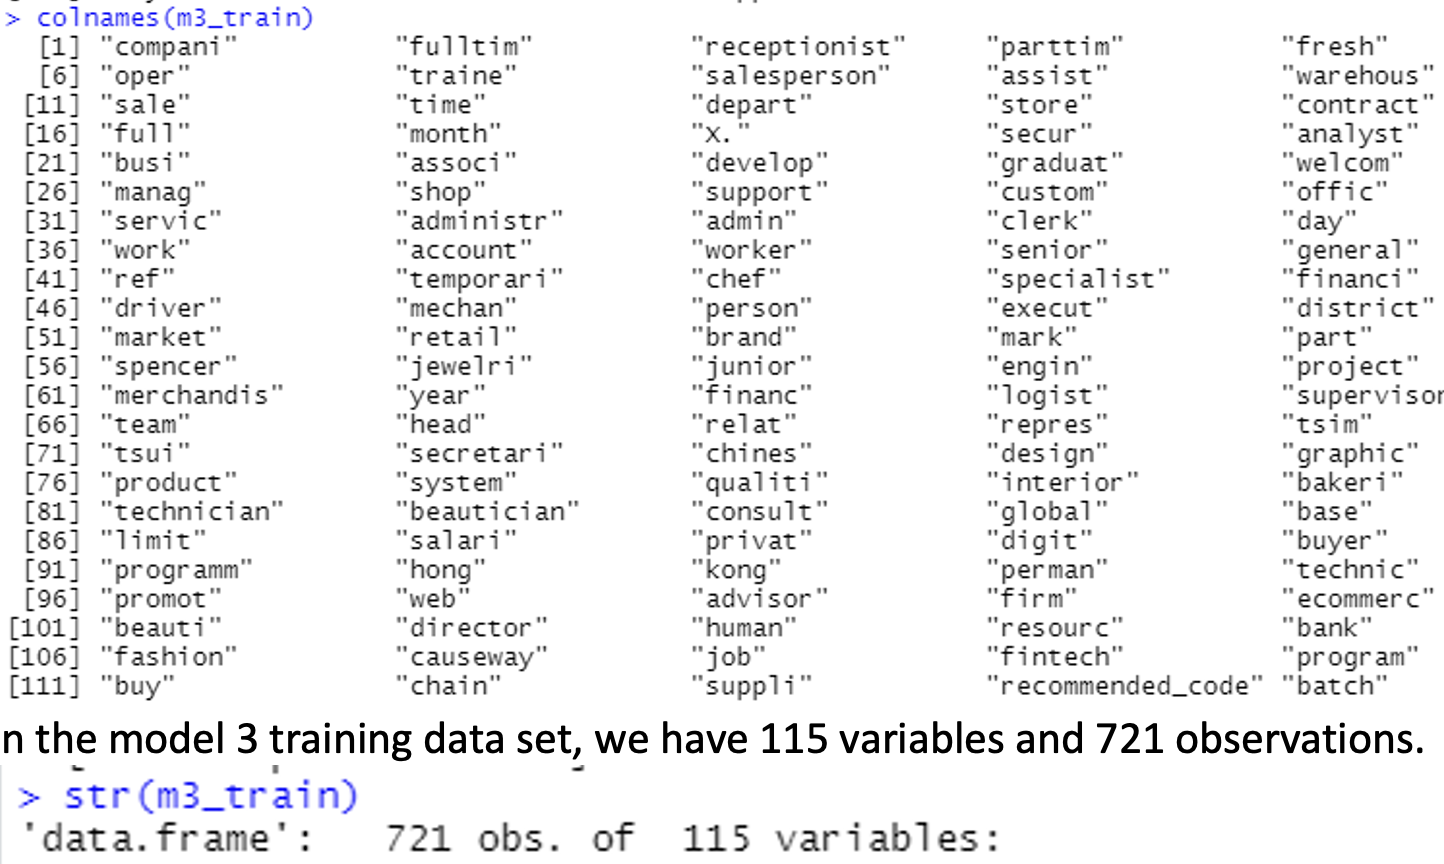 > colnames(m3_train)
[1] "compani" "fulltim" "receptionist" "parttim" "fresh"
[6] "oper" "traine" "salesperson" "assist" "warehous"
[11] "sale" "time" "depart" "store" "contract"
[16] "full" "month" "X." "secur" "analyst"
[21] "busi" "associ" "develop" "graduat" "welcom"
[26] "manag" "shop" "support" "custom" "offic"
[31] "servic" "administr" "admin" "clerk" "day"
[36] "work" "account" "worker" "senior" "general"
[41] "ref" "temporari" "chef" "specialist" "financi"
[46] "driver" "mechan" "person" "execut" "district"
[51] "market" "retail" "brand" "mark" "part"
[56] "spencer" "jewelri" "junior" "engin" "project"
[61] "merchandis" "year" "financ" "logist" "supervisor
[66] "team" "head" "relat" "repres" "tsim"
[71] "tsui" "secretari" "chines" "design" "graphic"
[76] "product" "system" "qualiti" "interior" "bakeri"
[81] "technician" "beautician" "consult" "global" "base"
[86] "limit" "salari" "privat" "digit" "buyer"
[91] "programm" "hong" "kong" "perman" "technic"
[96] "promot" "web" "advisor" "firm" "ecommerc"
[101] "beauti" "director" "human" "resourc" "bank"
[106] "fashion" "causeway" "job" "fintech" "program"
[111] "buy" "chain" "suppli" "recommended_code" "batch"
n the model 3 training data set, we have 115 variables and 721 observations.
> str(m3_train)
'data.frame': 721 obs. of 115 variables: